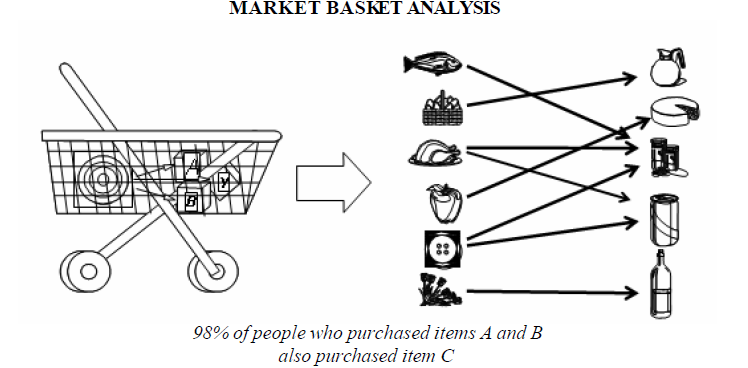 MARKET BASKET ANALYSIS
A
Y
B
98% of people who purchased items A and B
also purchased item C